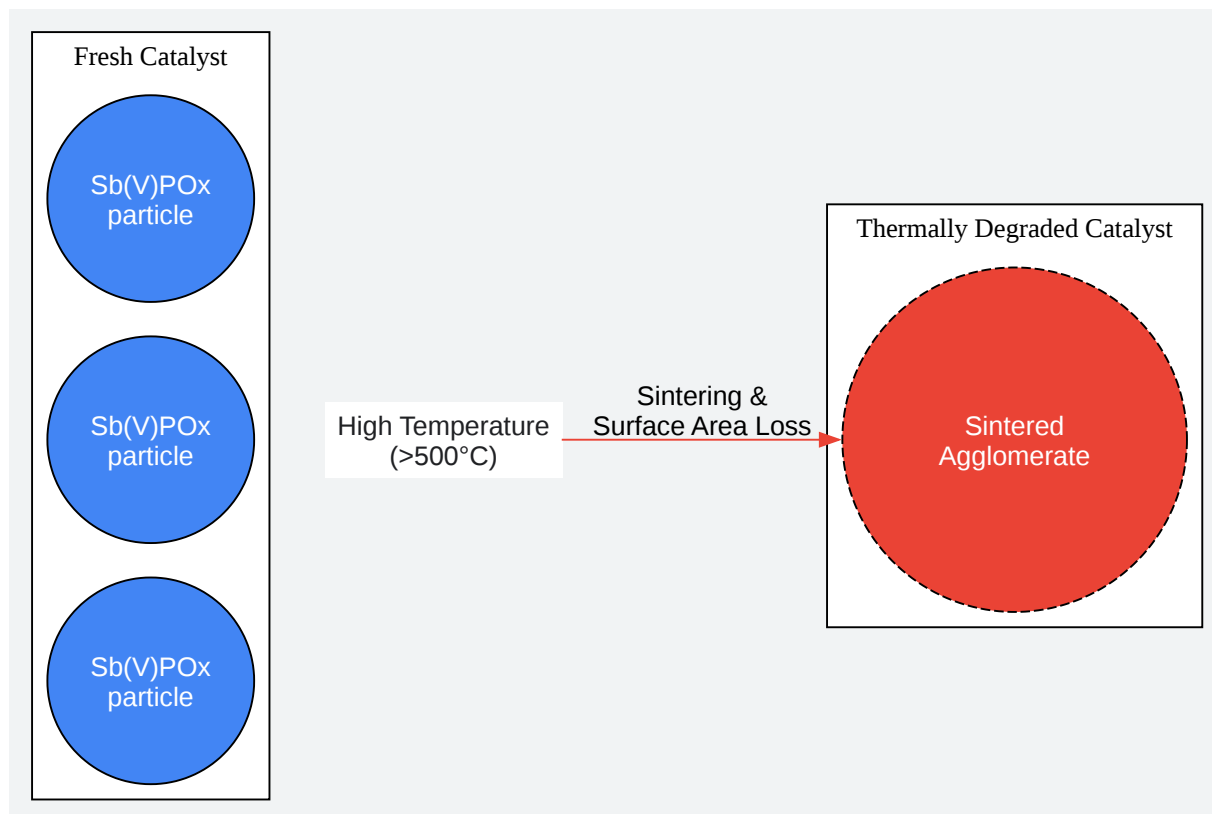 Fresh Catalyst
Sb(V)POx
particle
Sb(V)POx
particle
Sb(V)POx
particle
High Temperature
(>500°C)
Sintering &
Surface Area Loss
Thermally Degraded Catalyst
Sintered
Agglomerate